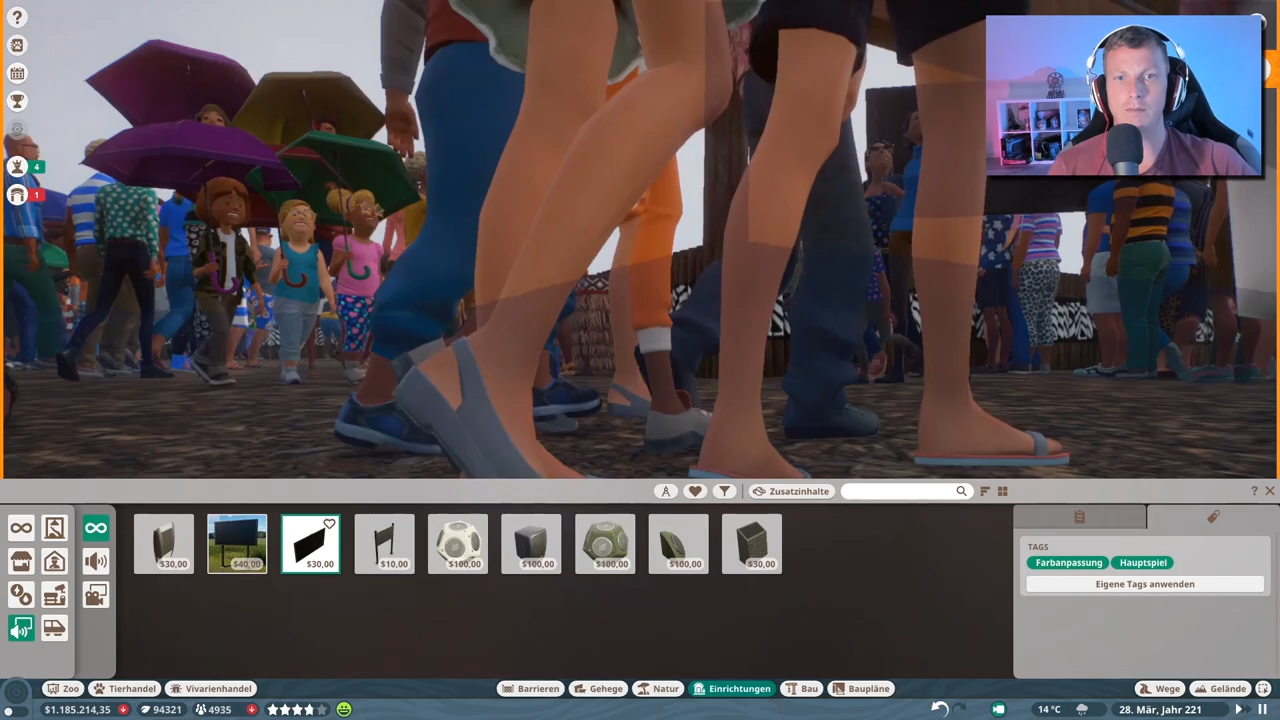 ?
4
1
Zusatzinhalte
? ×
$30,00 $40,00 $30,00 $10,00 $100,00 $100,00 $100,00 $100,00 $30,00
TAGS
Farbanpassung Hauptspiel
Eigene Tags anwenden
Zoo Tierhandel Vivarienhandel Barrieren Gehege Natur Einrichtungen Bau Baupläne Wege Gelände
$1.185.214,35 94321 4935 14 °C 28. Mär, Jahr 221